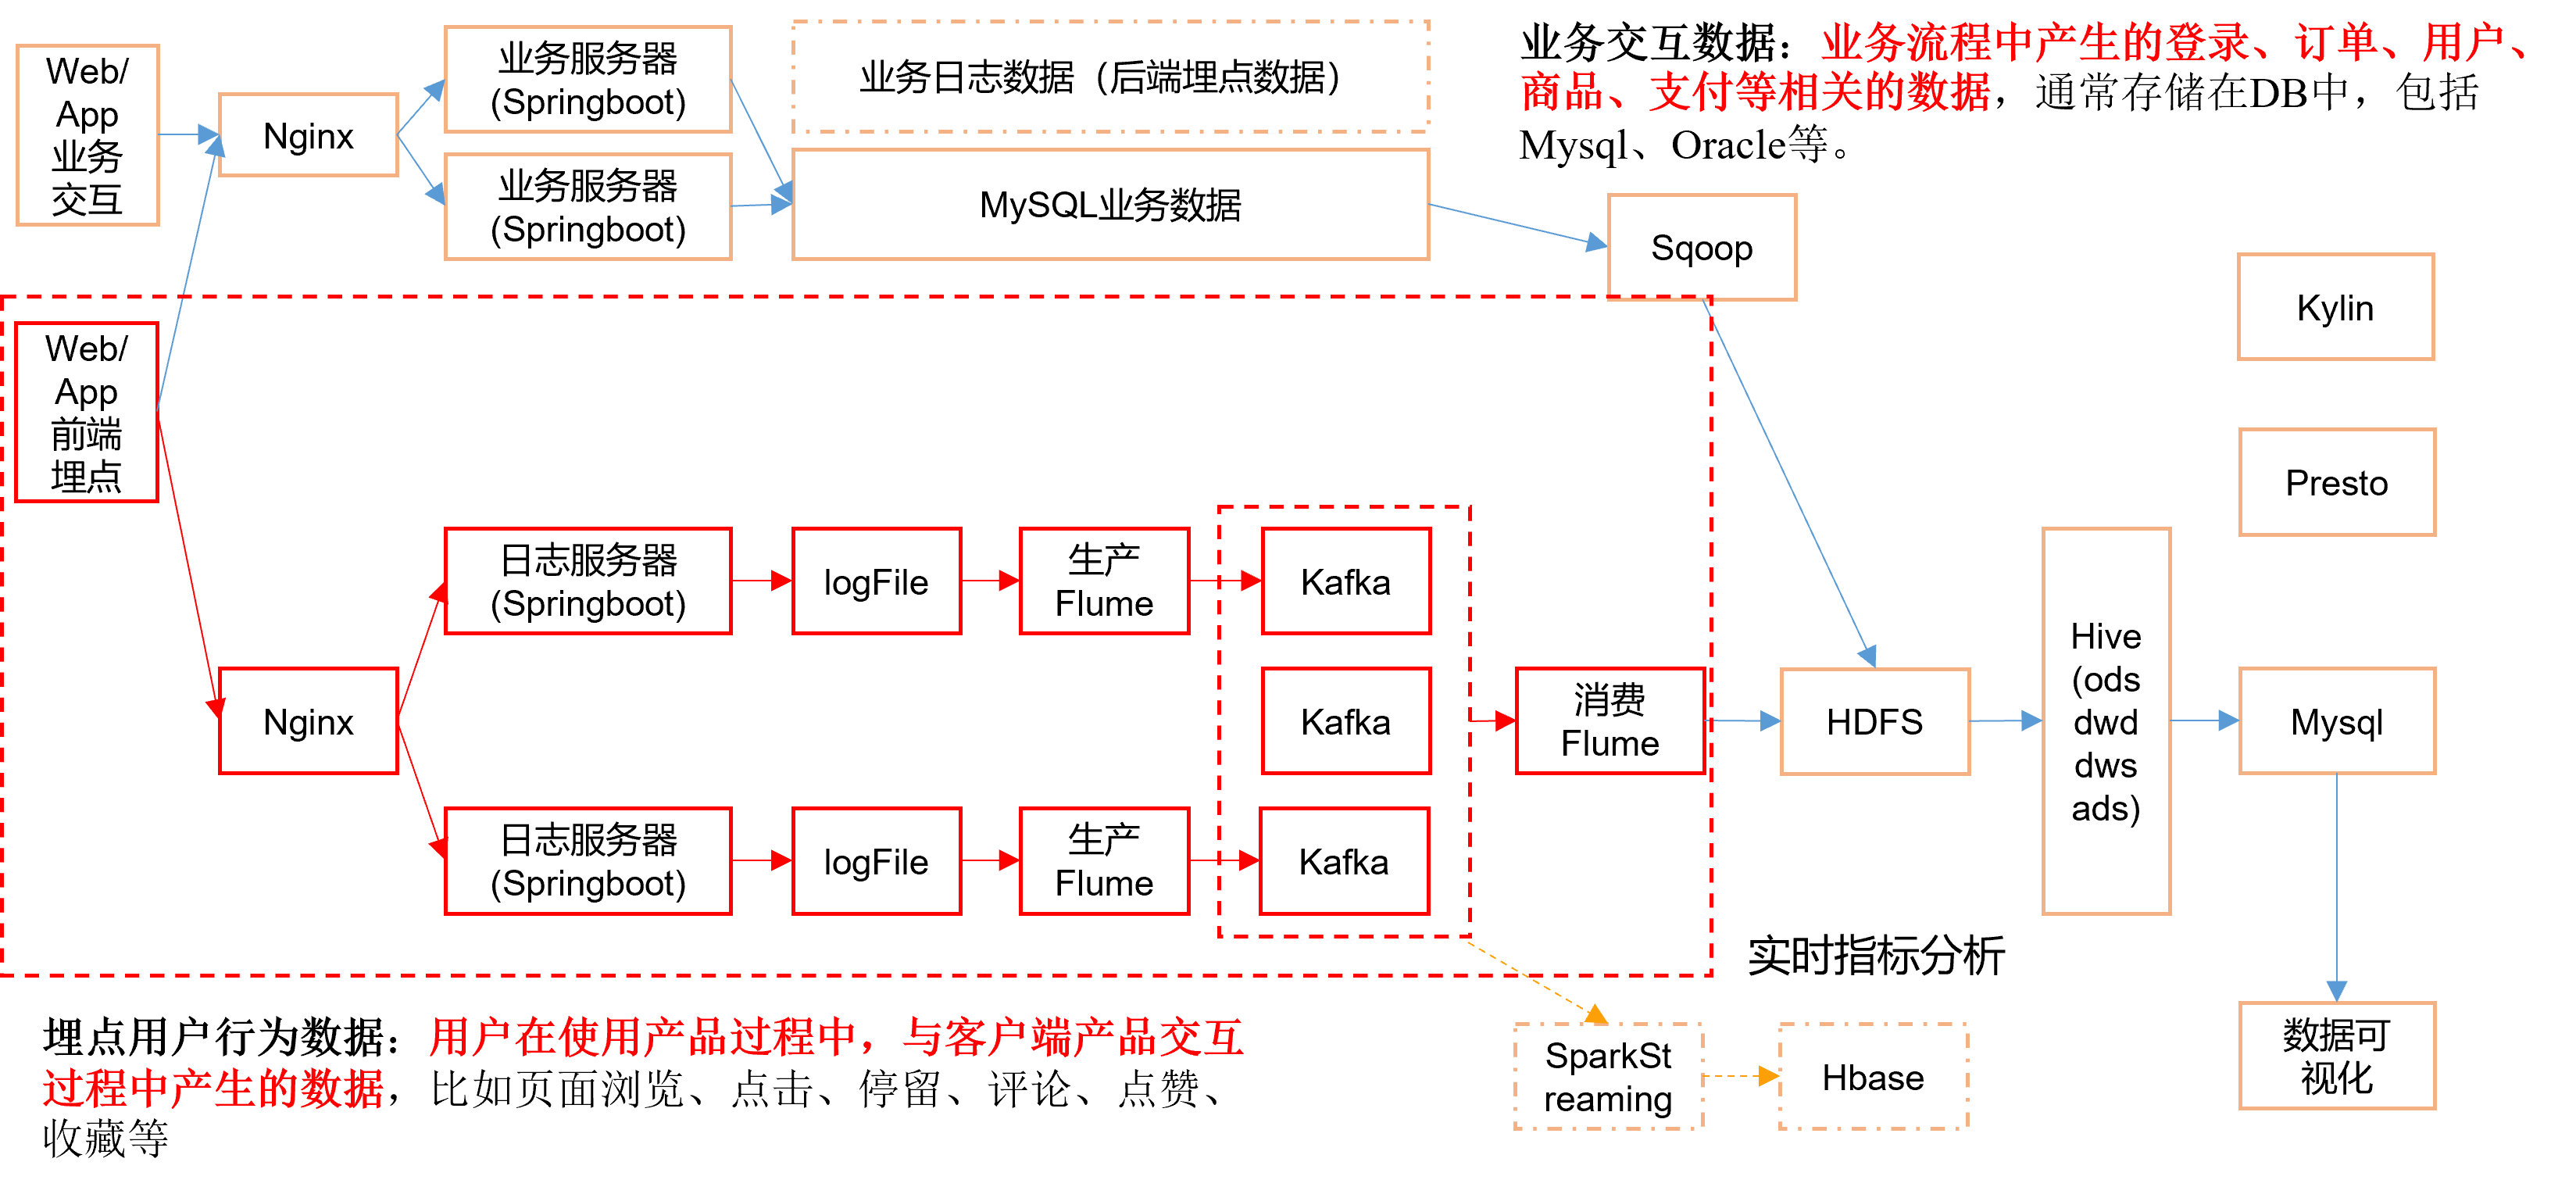 Web/
App
业务
交互
Nginx
业务服务器
(Springboot)
业务服务器
(Springboot)
业务日志数据（后端埋点数据）
MySQL业务数据
业务交互数据：业务流程中产生的登录、订单、用户、
商品、支付等相关的数据，通常存储在DB中，包括
Mysql、Oracle等。
Sqoop
Kylin
Presto
Web/
App
前端
埋点
Nginx
日志服务器
(Springboot)
logFile
生产
Flume
Kafka
Kafka
日志服务器
(Springboot)
logFile
生产
Flume
Kafka
消费
Flume
HDFS
Hive
(ods
dwd
dws
ads)
Mysql
数据可
视化
实时指标分析
SparkSt
reaming
Hbase
埋点用户行为数据：用户在使用产品过程中，与客户端产品交互
过程中产生的数据，比如页面浏览、点击、停留、评论、点赞、
收藏等